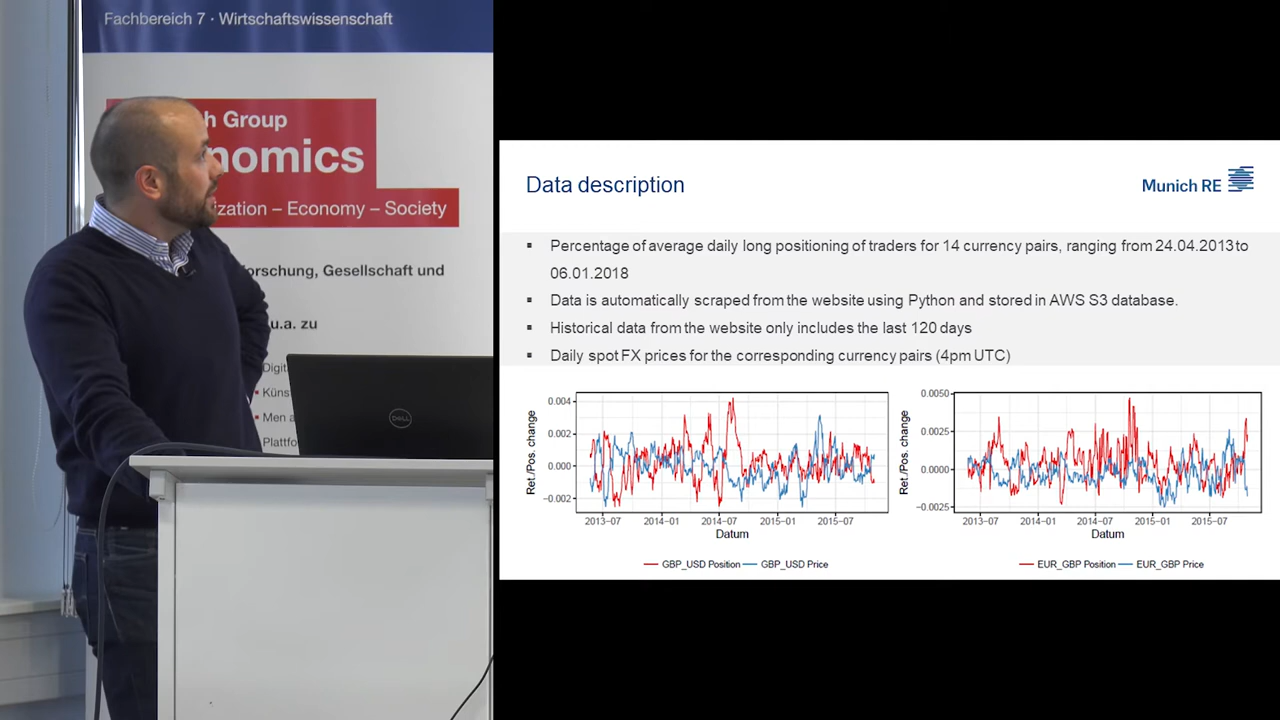 Fachbereich 7 · Wirtschaftswissenschaft
h Group
nomics
ization – Economy – Society
orschung, Gesellschaft und
u.a. zu
Digit
Küns
Men a
Plattfo
DELL
Data description
Munich RE
▪ Percentage of average daily long positioning of traders for 14 currency pairs, ranging from 24.04.2013 to
06.01.2018
▪ Data is automatically scraped from the website using Python and stored in AWS S3 database.
▪ Historical data from the website only includes the last 120 days
▪ Daily spot FX prices for the corresponding currency pairs (4pm UTC)
Ret./Pos. change
0.004
0.002
0.000
−0.002
2013−07 2014−01 2014−07 2015−01 2015−07
Datum
GBP_USD Position GBP_USD Price
Ret./Pos. change
0.0050
0.0025
0.0000
−0.0025
2013−07 2014−01 2014−07 2015−01 2015−07
Datum
EUR_GBP Position EUR_GBP Price